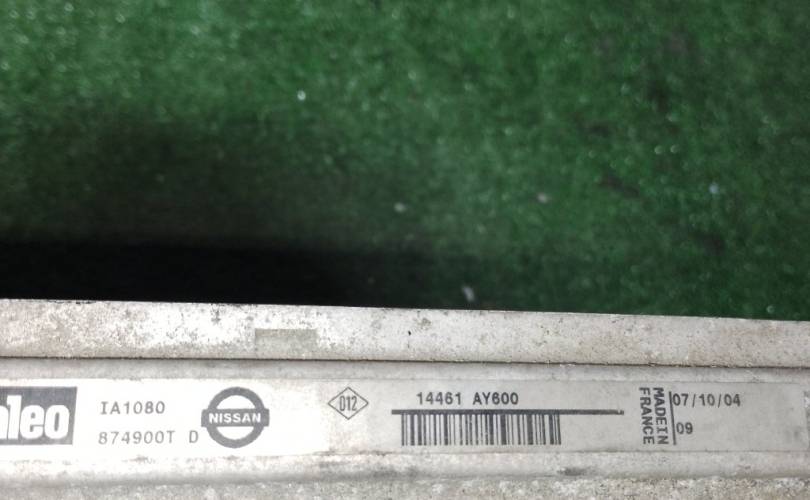 aleo
IA1080
874900T D
NISSAN
D12
14461 AY600
MADE IN
FRANCE
07/10/04
09